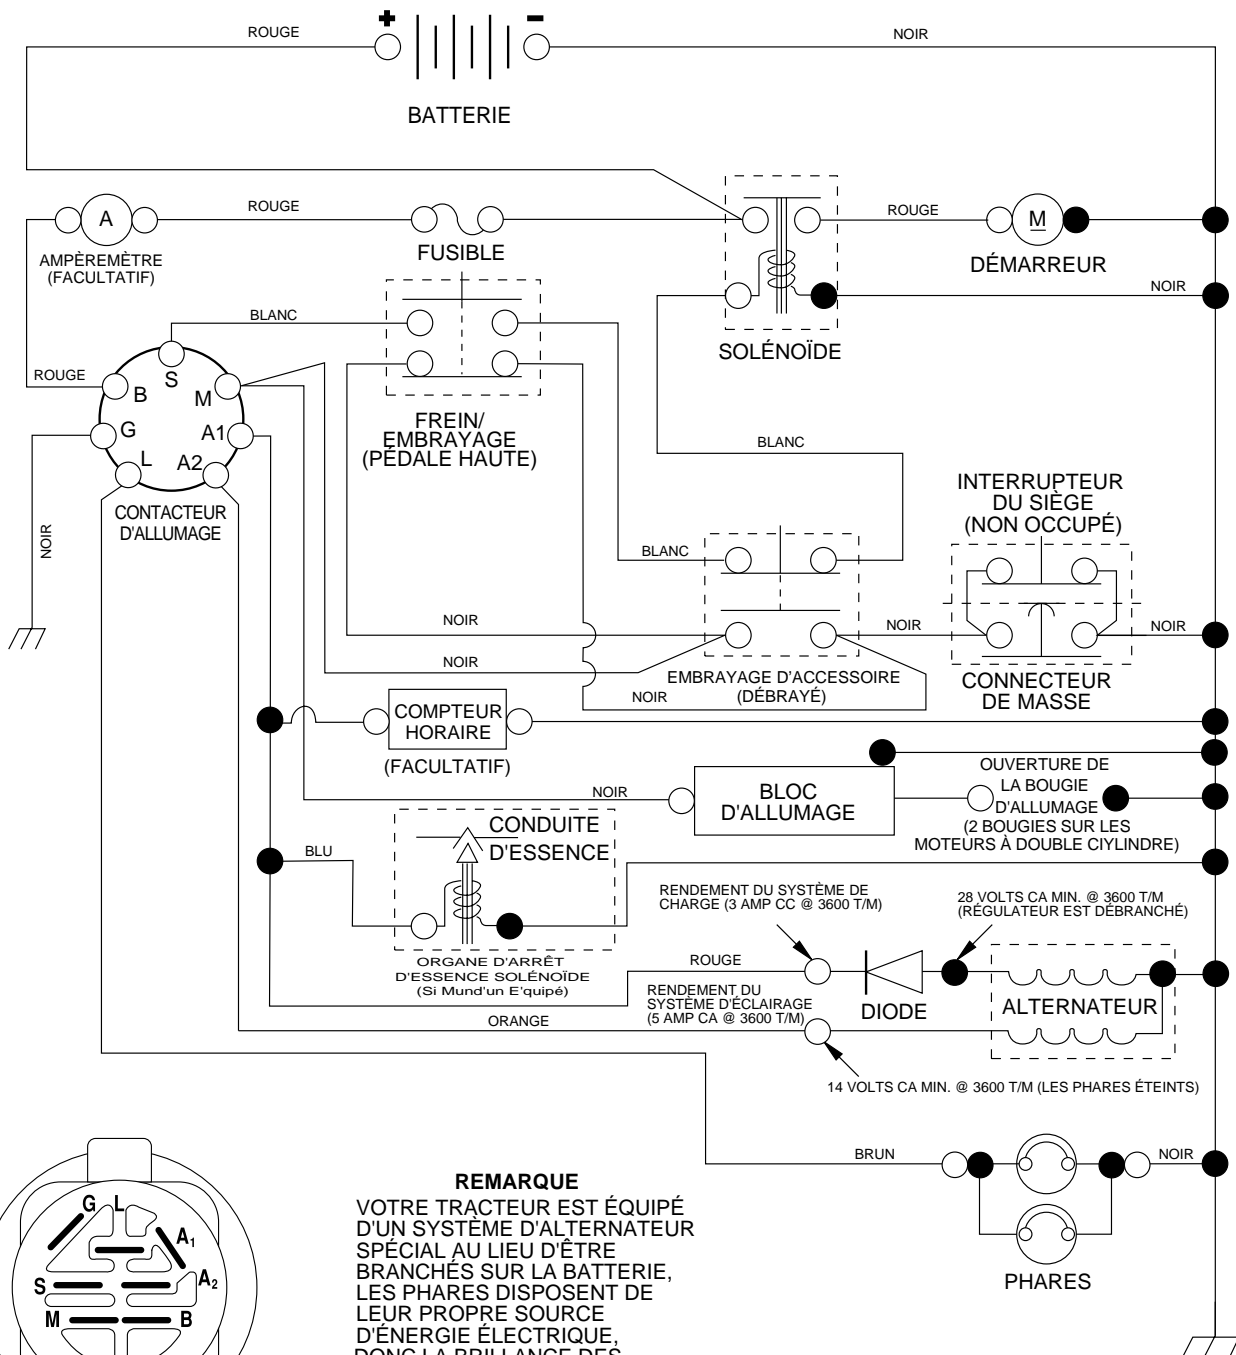 + -
ROUGE
NOIR
BATTERIE
A
ROUGE
AMPÈREMÈTRE
(FACULTATIF)
FUSIBLE
ROUGE
M
DÉMARREUR
NOIR
SOLÉNOÏDE
BLANC
ROUGE
S
B
M
G
A1
L
A2
CONTACTEUR
D'ALLUMAGE
NOIR
FREIN/
EMBRAYAGE
(PÉDALE HAUTE)
BLANC
INTERRUPTEUR
DU SIÈGE
(NON OCCUPÉ)
BLANC
NOIR
NOIR
NOIR
NOIR
NOIR
EMBRAYAGE D'ACCESSOIRE
(DÉBRAYÉ)
CONNECTEUR
DE MASSE
COMPTEUR
HORAIRE
(FACULTATIF)
NOIR
BLOC
D'ALLUMAGE
OUVERTURE DE
LA BOUGIE
D'ALLUMAGE
(2 BOUGIES SUR LES
MOTEURS À DOUBLE CIYLINDRE)
BLU
CONDUITE
D'ESSENCE
ORGANE D'ARRÊT
D'ESSENCE SOLÉNOÏDE
(Si Mund'un E'quipé)
RENDEMENT DU SYSTÈME DE
CHARGE (3 AMP CC @ 3600 T/M)
28 VOLTS CA MIN. @ 3600 T/M
(RÉGULATEUR EST DÉBRANCHÉ)
ROUGE
RENDEMENT DU
SYSTÈME D'ÉCLAIRAGE
(5 AMP CA @ 3600 T/M)
DIODE
ALTERNATEUR
ORANGE
14 VOLTS CA MIN. @ 3600 T/M (LES PHARES ÉTEINTS)
BRUN
NOIR
PHARES
G
L
A1
S
A2
M
B
REMARQUE
VOTRE TRACTEUR EST ÉQUIPÉ
D'UN SYSTÈME D'ALTERNATEUR
SPÉCIAL AU LIEU D'ÊTRE
BRANCHÉS SUR LA BATTERIE,
LES PHARES DISPOSENT DE
LEUR PROPRE SOURCE
D'ÉNERGIE ÉLECTRIQUE,
DONC LA BRILLANCE DES